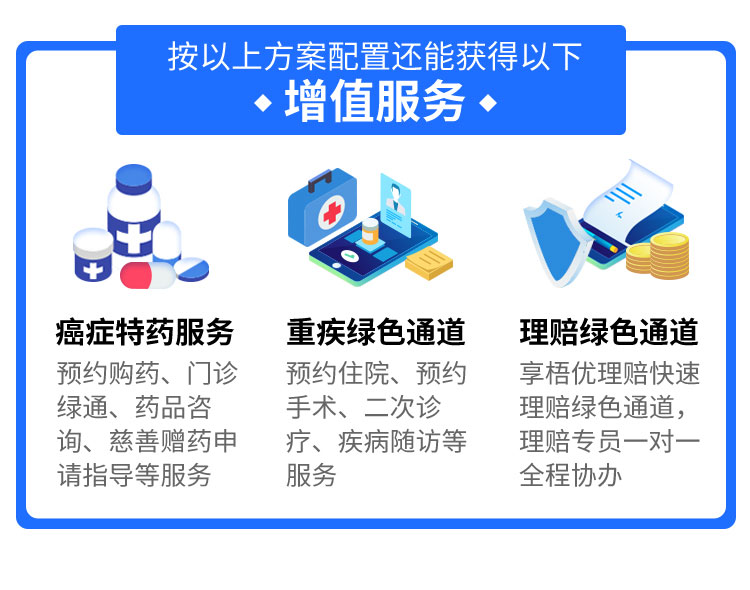 按以上方案配置还能获得以下
增值服务
癌症特药服务
预约购药、门诊
绿通、药品咨
询、慈善赠药申
请指导等服务
重疾绿色通道
预约住院、预约
手术、二次诊
疗、疾病随访等
服务
理赔绿色通道
享梧优理赔快速
理赔绿色通道，
理赔专员一对一
全程协办